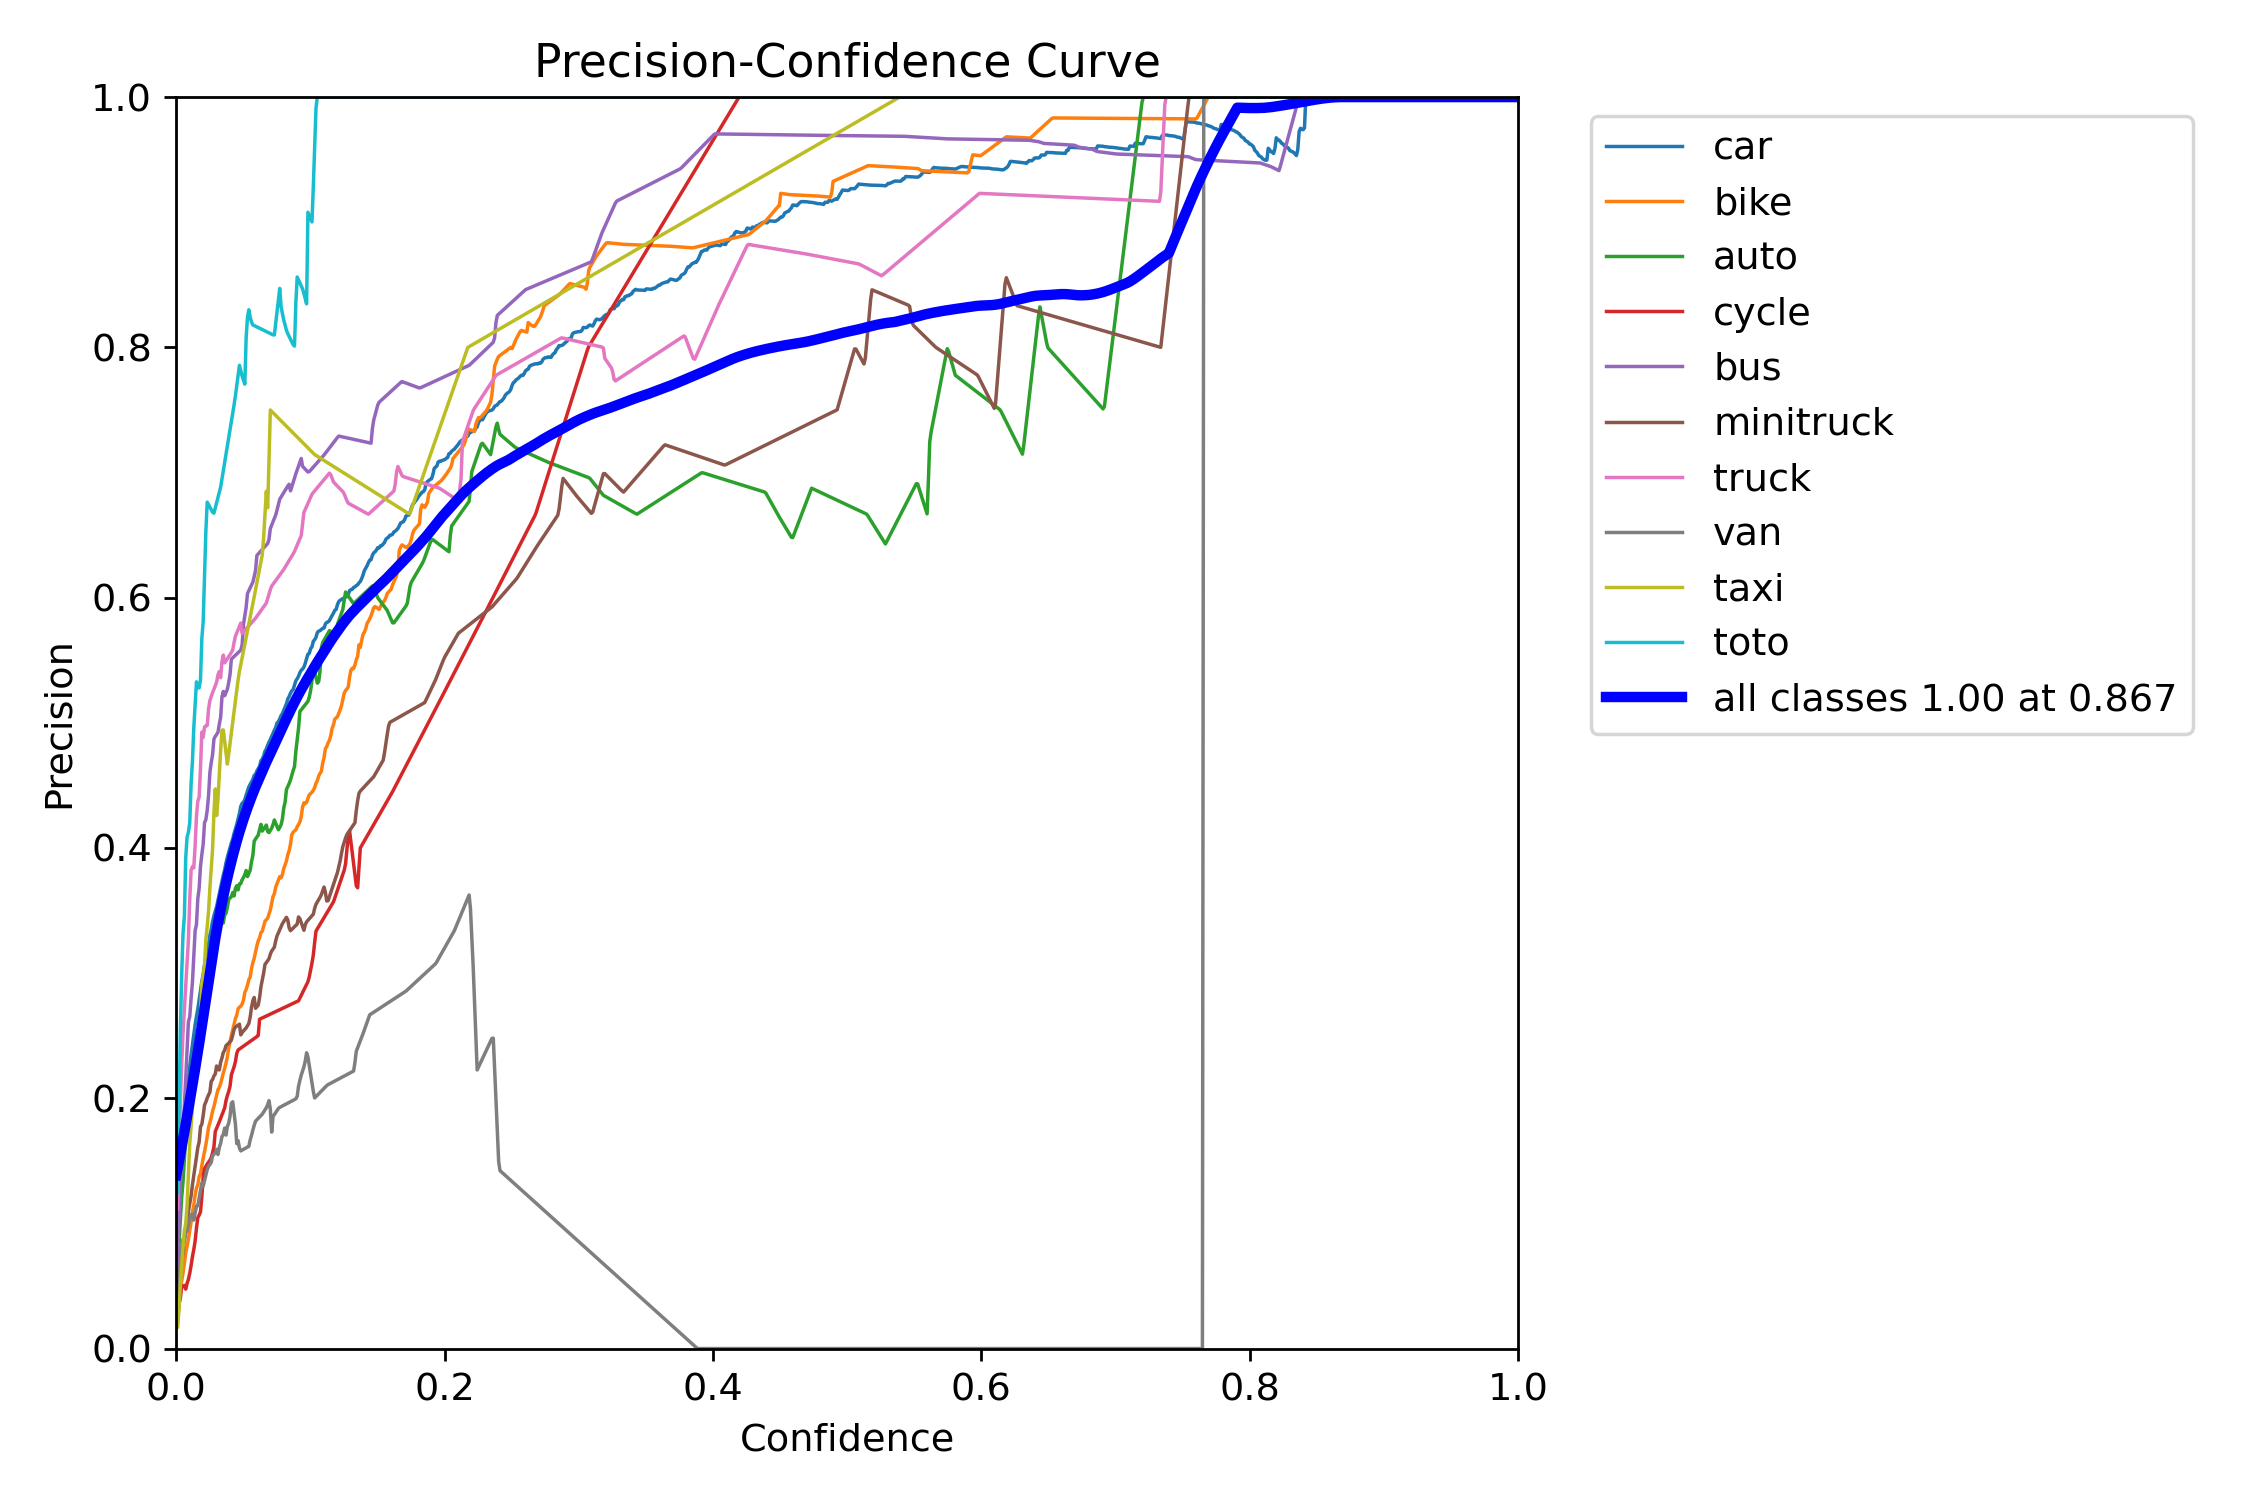 Precision-Confidence Curve
1.0
0.8
0.6
0.4
0.2
0.0
Precision
0.0 0.2 0.4 0.6 0.8 1.0
Confidence
car
bike
auto
cycle
bus
minitruck
truck
van
taxi
toto
all classes 1.00 at 0.867